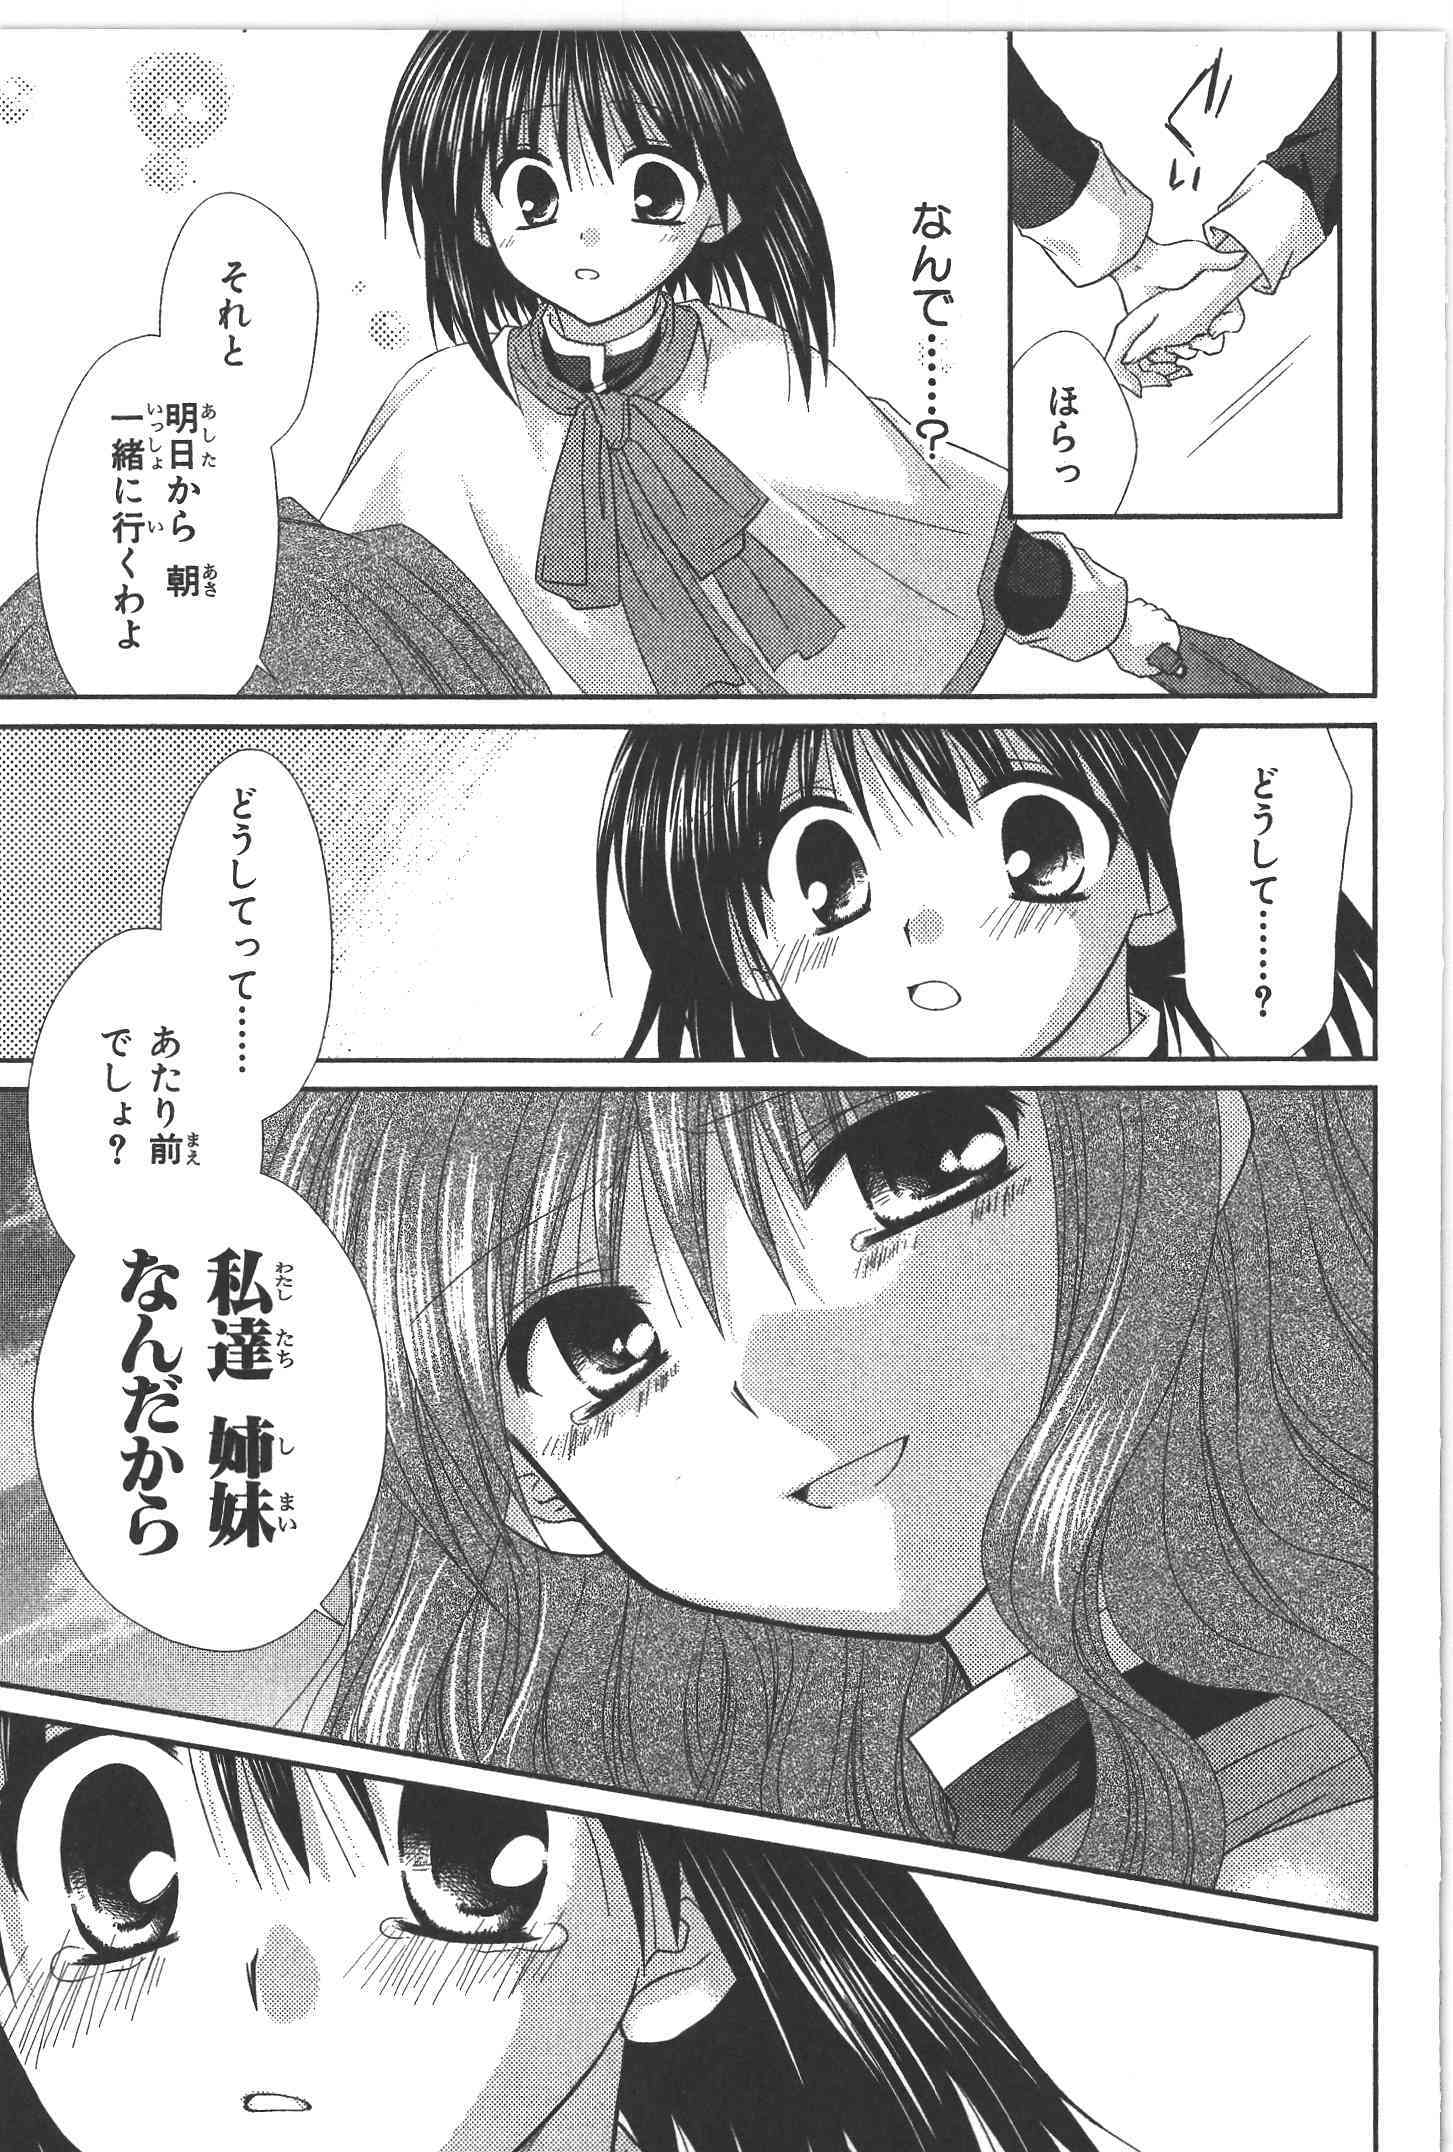 ぐい
ほらっ
なんで……？
それと
明日から 朝
一緒に行くわよ
どうして……？
どうしてって……
あたり前
でしょ？
私達 姉妹
なんだから